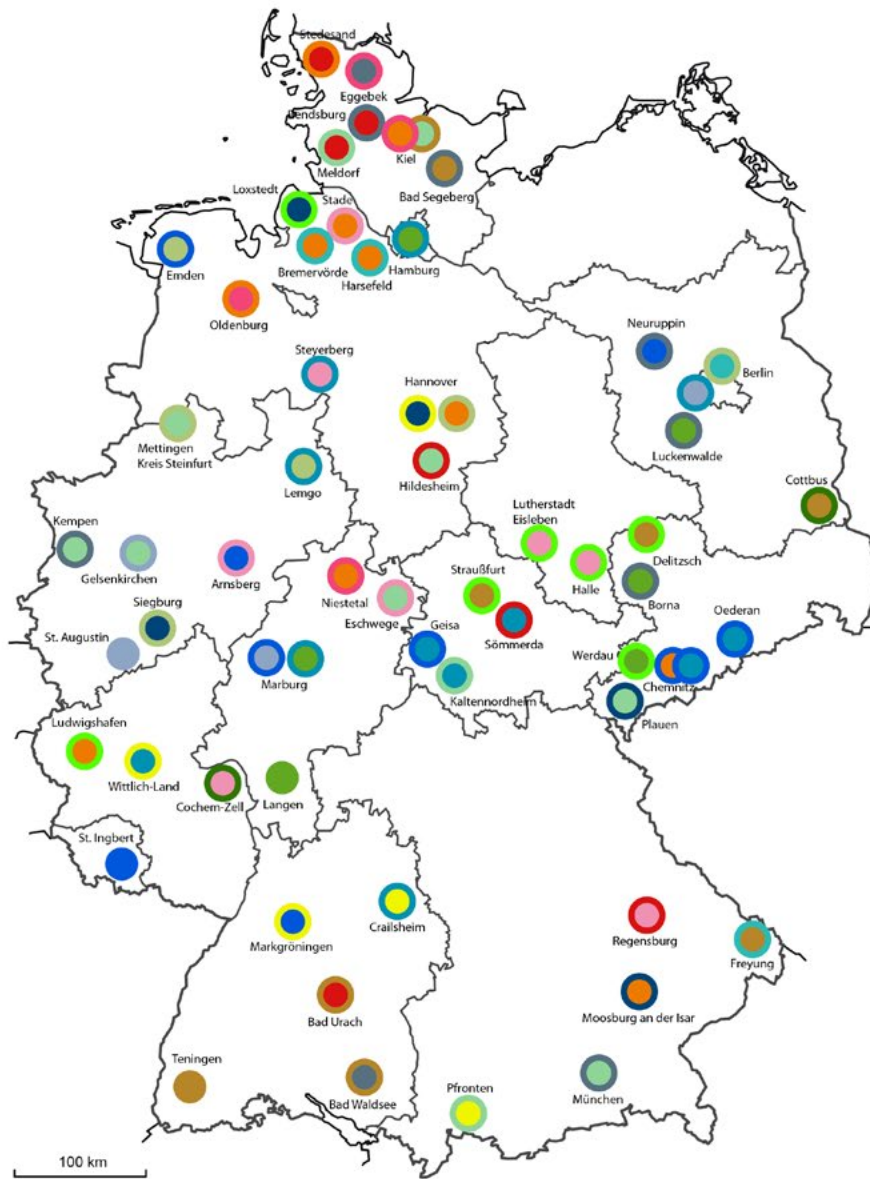 Stedesand
Eggebek
Rendsburg
Kiel
Meldorf
Bad Segeberg
Loxstedt
Stade
Emden
Bremervörde
Harsefeld
Hamburg
Oldenburg
Neuruppin
Berlin
Steyerberg
Hannover
Luckenwalde
Mettingen
Kreis Steinfurt
Lemgo
Hildesheim
Cottbus
Lutherstadt
Eisleben
Kempen
Gelsenkirchen
Arnsberg
Delitzsch
Halle
Straußfurt
Niestetal
Eschwege
Borna
Siegburg
Geisa
Sömmerda
Oederan
St. Augustin
Werdau
Marburg
Kaltennordheim
Chemnitz
Plauen
Ludwigshafen
Wittlich-Land
Cochem-Zell
Langen
St. Ingbert
Crailsheim
Markgröningen
Regensburg
Freyung
Bad Urach
Moosburg an der Isar
Teningen
Bad Waldsee
Pfronten
München
100 km